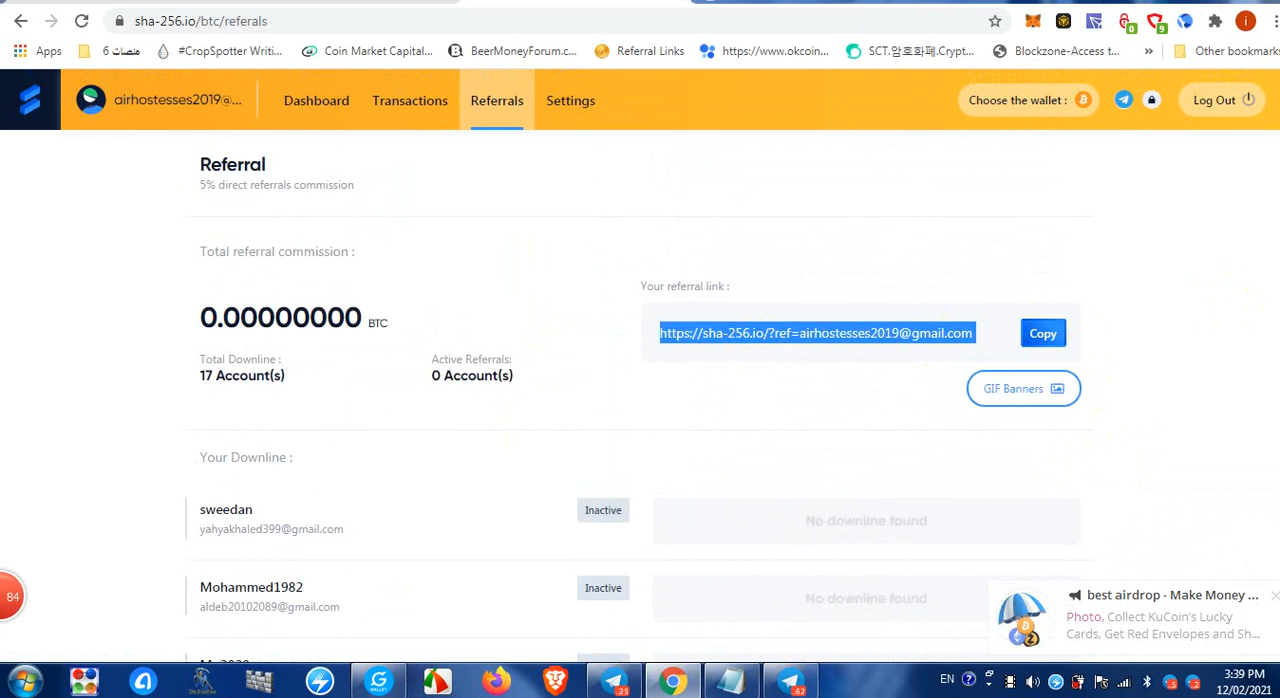 sha-256.io/btc/referrals
Apps منصات 6 #CropSpotter Writi... Coin Market Capital... BeerMoneyForum.c... Referral Links https://www.okcoin... SCT.암호화폐.Crypt... Blockzone-Access t... » Other bookmarks
airhostesses2019@... Dashboard Transactions Referrals Settings Choose the wallet : Log Out
Referral
5% direct referrals commission
Total referral commission :
Your referral link :
0.00000000 BTC
https://sha-256.io/?ref=airhostesses2019@gmail.com Copy
Total Downline : Active Referrals:
17 Account(s) 0 Account(s)
GIF Banners
Your Downline :
sweedan Inactive
No downline found
yahyakhaled399@gmail.com
Mohammed1982 Inactive
84 best airdrop - Make Money ...
No downline found
aldeb20102089@gmail.com
Photo, Collect KuCoin's Lucky
Cards, Get Red Envelopes and Sh...
EN 3:39 PM
12/02/2021